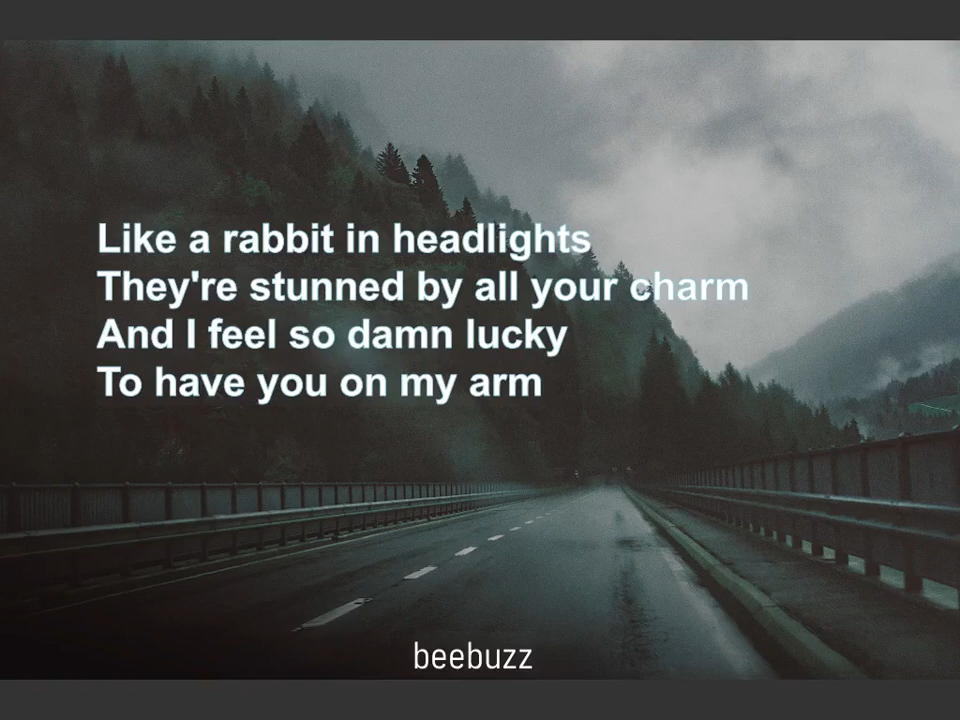 Like a rabbit in headlights
They're stunned by all your charm
And I feel so damn lucky
To have you on my arm
beebuzz